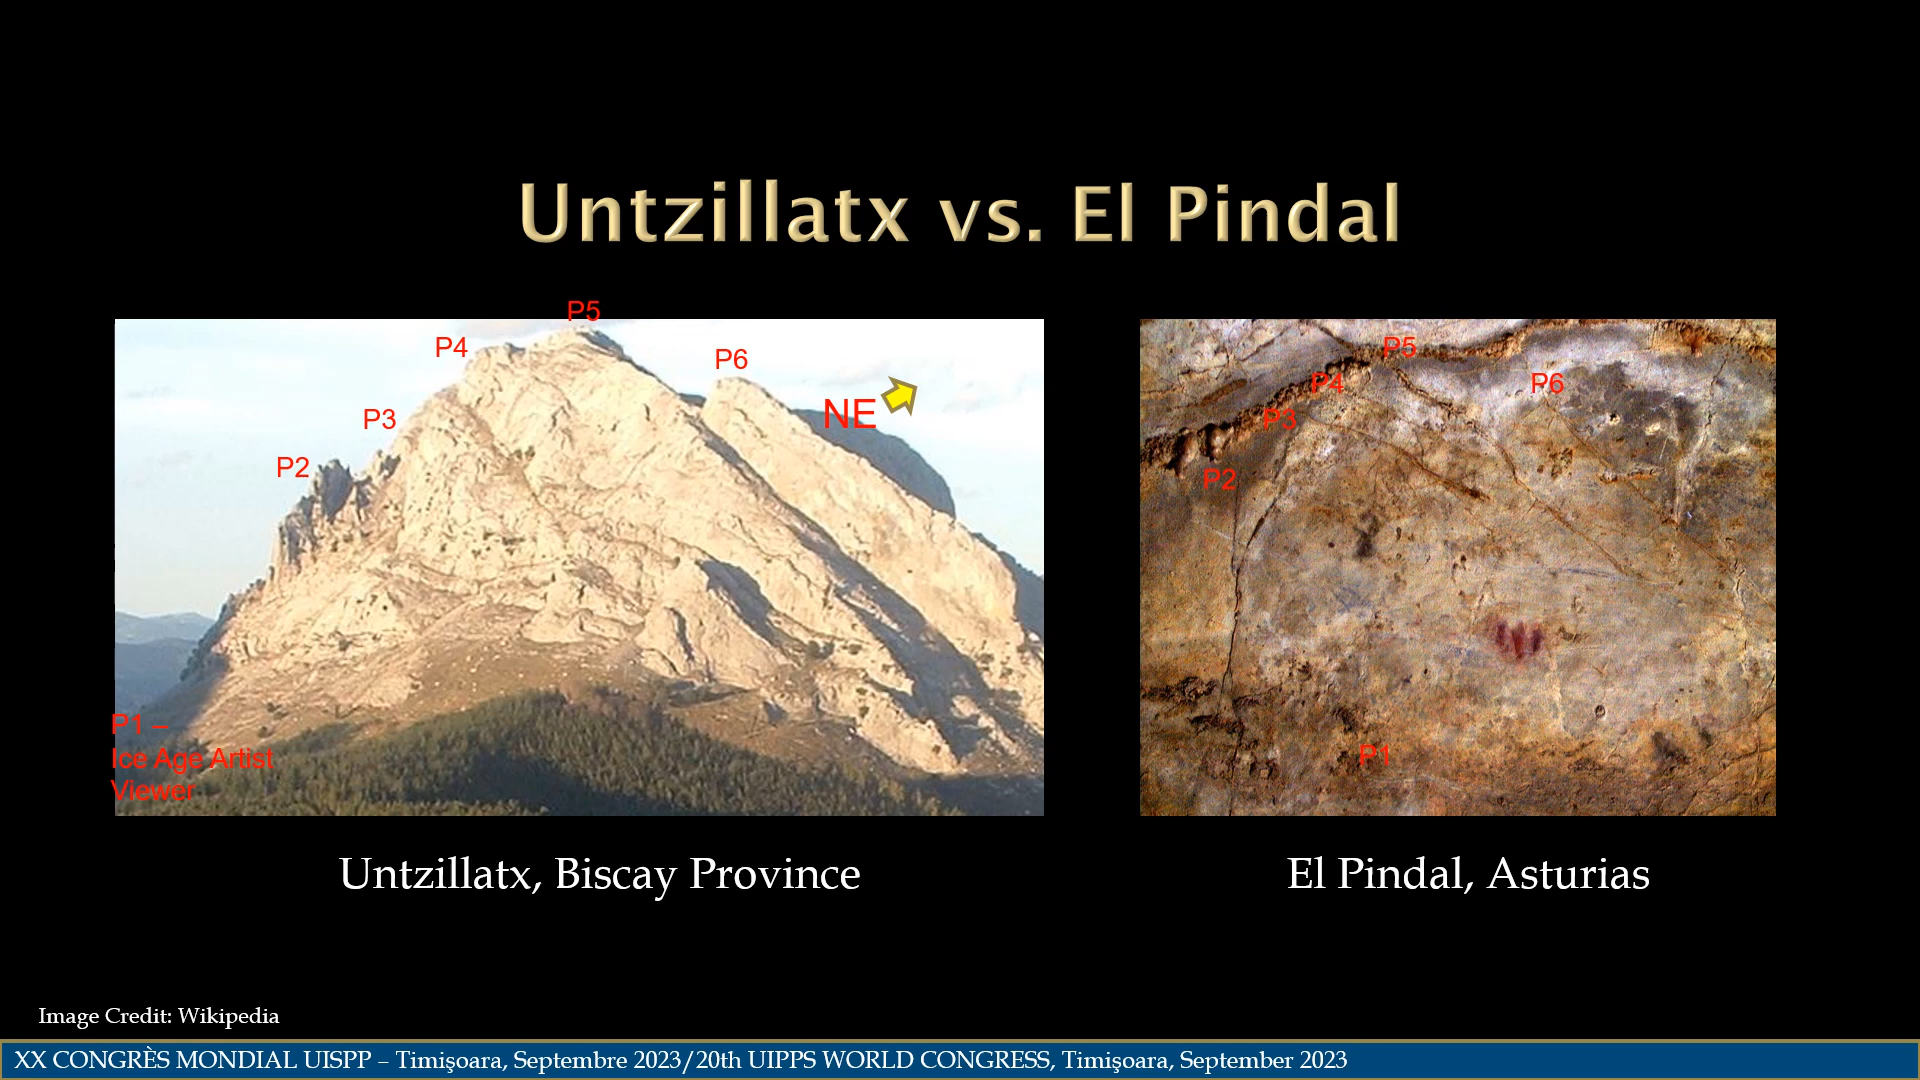 Untzillatx vs. El Pindal
P5
P4
P6
NE
P3
P2
P1 –
Ice Age Artist
Viewer
P5
P4
P6
P3
P2
P1
Untzillatx, Biscay Province
El Pindal, Asturias
Image Credit: Wikipedia
XX CONGRÈS MONDIAL UISPP – Timişoara, Septembre 2023/20th UIPPS WORLD CONGRESS, Timişoara, September 2023